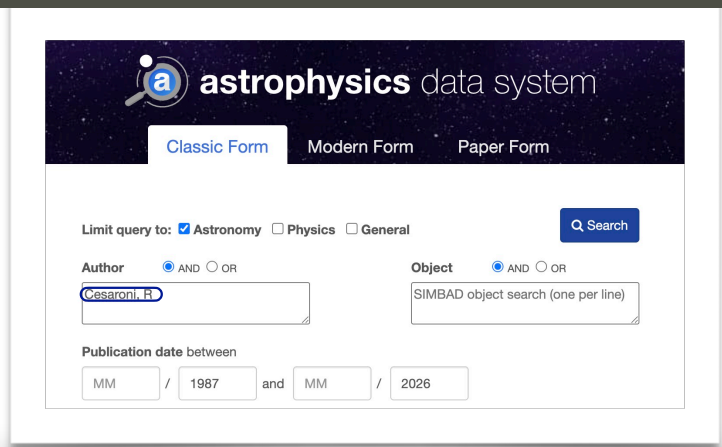 a astrophysics data system
Classic Form Modern Form Paper Form
Limit query to: Astronomy Physics General Search
Author AND OR Object AND OR
Cesaroni, R SIMBAD object search (one per line)
Publication date between
MM / 1987 and MM / 2026